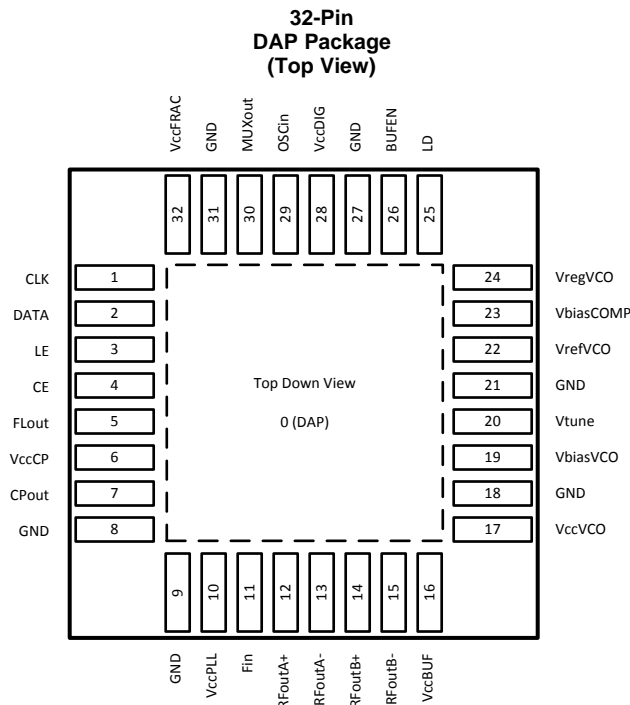 32-Pin
DAP Package
(Top View)
VccFRAC
GND
MUXout
OSCin
VccDIG
GND
BUFEN
LD
32
31
30
29
28
27
26
25
CLK 1
DATA 2
LE 3
CE 4
FLout 5
VccCP 6
CPout 7
GND 8
Top Down View
0 (DAP)
24 VregVCO
23 VbiasCOMP
22 VrefVCO
21 GND
20 Vtune
19 VbiasVCO
18 GND
17 VccVCO
9
10
11
12
13
14
15
16
GND
VccPLL
Fin
RFoutA+
RFoutA-
RFoutB+
RFoutB-
VccBUF